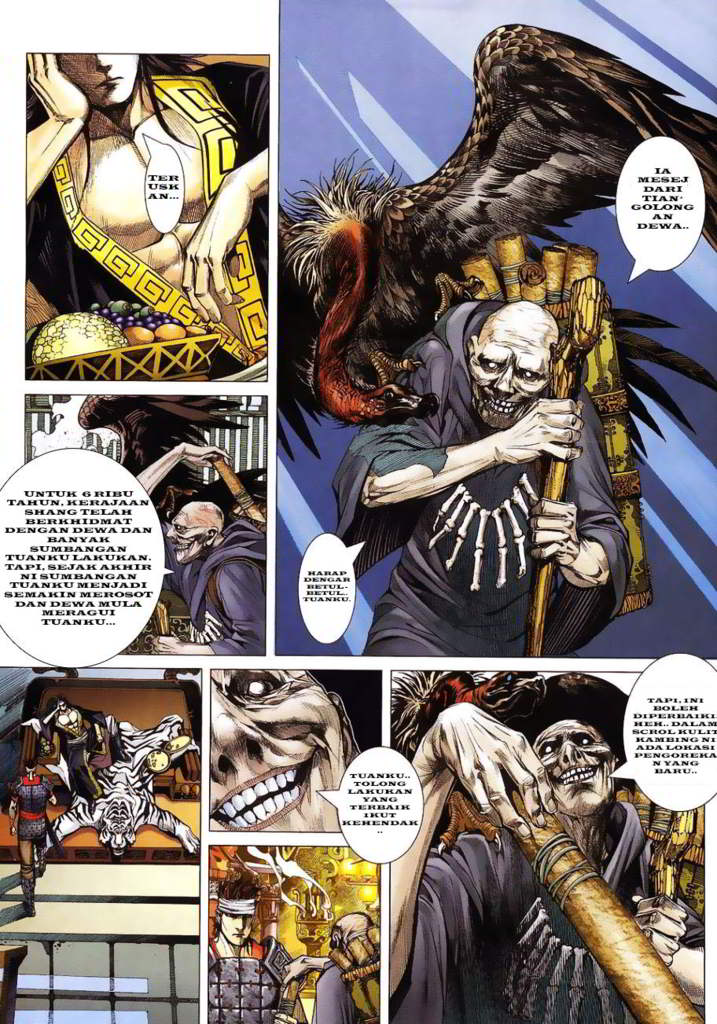 TER
USK
AN...
IA
MESEJ
DARI
TIAN-
GOLONG
AN
DEWA..
HARAP
DENGAR
BETUL-
BETUL..
TUANKU.
UNTUK 6 RIBU
TAHUN, KERAJAAN
SHANG TELAH
BERKHIDMAT
DENGAN DEWA DAN
BANYAK
SUMBANGAN
TUANKU LAKUKAN.
TAPI, SEJAK AKHIR
NI SUMBANGAN
TUANKU MENJADI
SEMAKIN MEROSOT
DAN DEWA MULA
MERAGUI
TUANKU...
TUANKU..
TOLONG
LAKUKAN
YANG
TERBAIK
IKUT
KEHENDAK
..
TAPI, INI
BOLEH
DIPERBAIKI
HEK.. DALAM
SCROL KULIT
KAMBING NI
ADA LOKASI
PENGOREKA
N YANG
BARU..